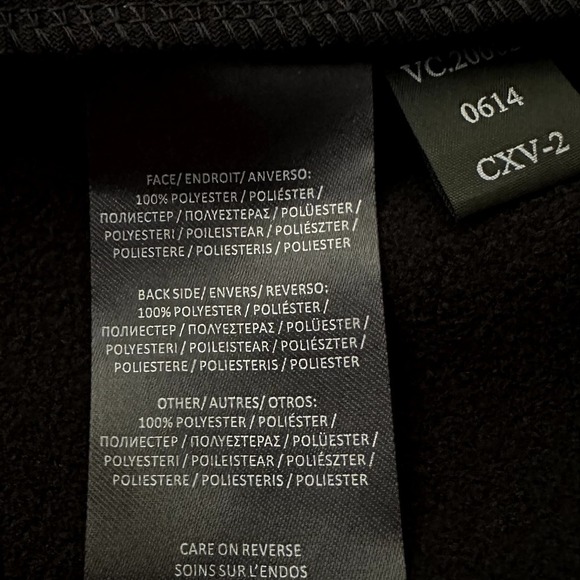 FACE/ ENDROIT/ ANVERSO:
100% POLYESTER / POLIÉSTER /
ПОЛИЕСТЕР / ΠΟΛΥΕΣΤΕΡΑΣ / POLÜESTER /
POLYESTERI / POILEISTEAR / POLIÉSZTER /
POLIESTERE / POLIESTERIS / POLIESTER
BACK SIDE/ ENVERS/ REVERSO:
100% POLYESTER / POLIÉSTER /
ПОЛИЕСТЕР / ΠΟΛΥΕΣΤΕΡΑΣ / POLÜESTER /
POLYESTERI / POILEISTEAR / POLIÉSZTER /
POLIESTERE / POLIESTERIS / POLIESTER
OTHER/ AUTRES/ OTROS:
100% POLYESTER / POLIÉSTER /
ПОЛИЕСТЕР / ΠΟΛΥΕΣΤΕΡΑΣ / POLÜESTER /
POLYESTERI / POILEISTEAR / POLIÉSZTER /
POLIESTERE / POLIESTERIS / POLIESTER
CARE ON REVERSE
SOINS SUR L'ENDOS
0614
CXV-2